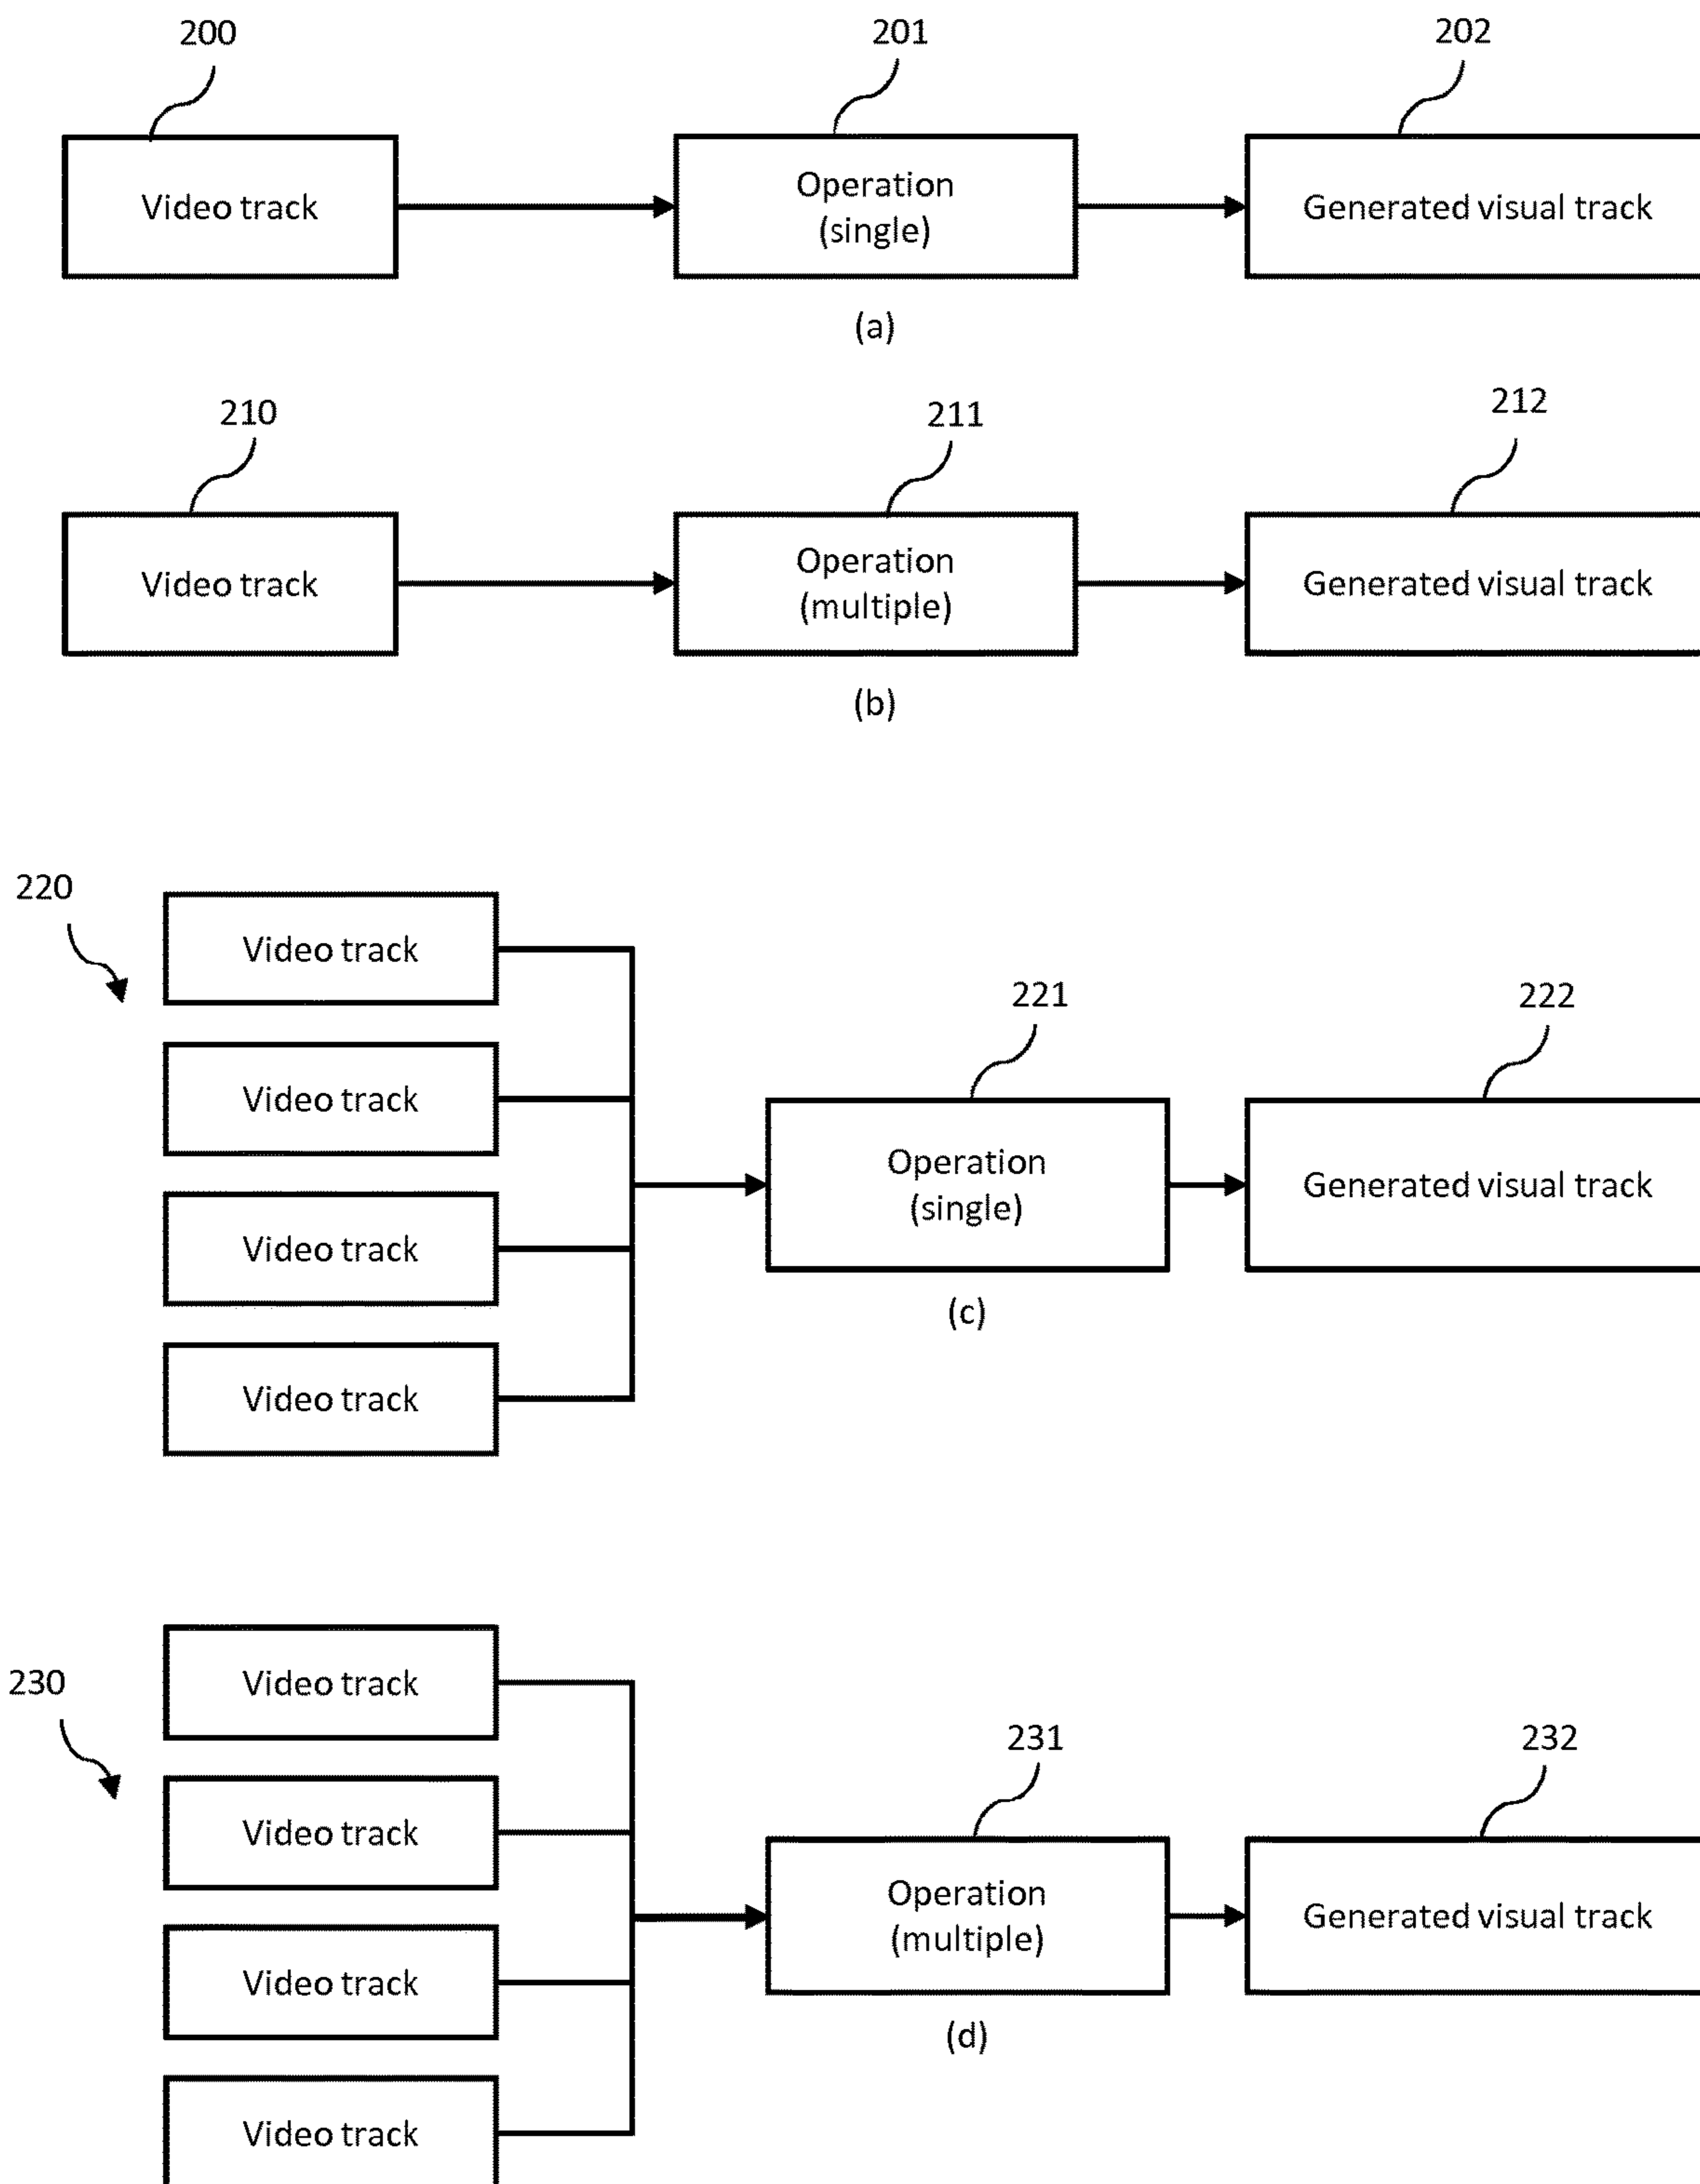 200
201
202
Video track
Operation
(single)
Generated visual track
(a)
210
211
212
Video track
Operation
(multiple)
Generated visual track
(b)
220
Video track
Video track
Video track
Video track
221
222
Operation
(single)
Generated visual track
(c)
230
Video track
Video track
Video track
Video track
231
232
Operation
(multiple)
Generated visual track
(d)